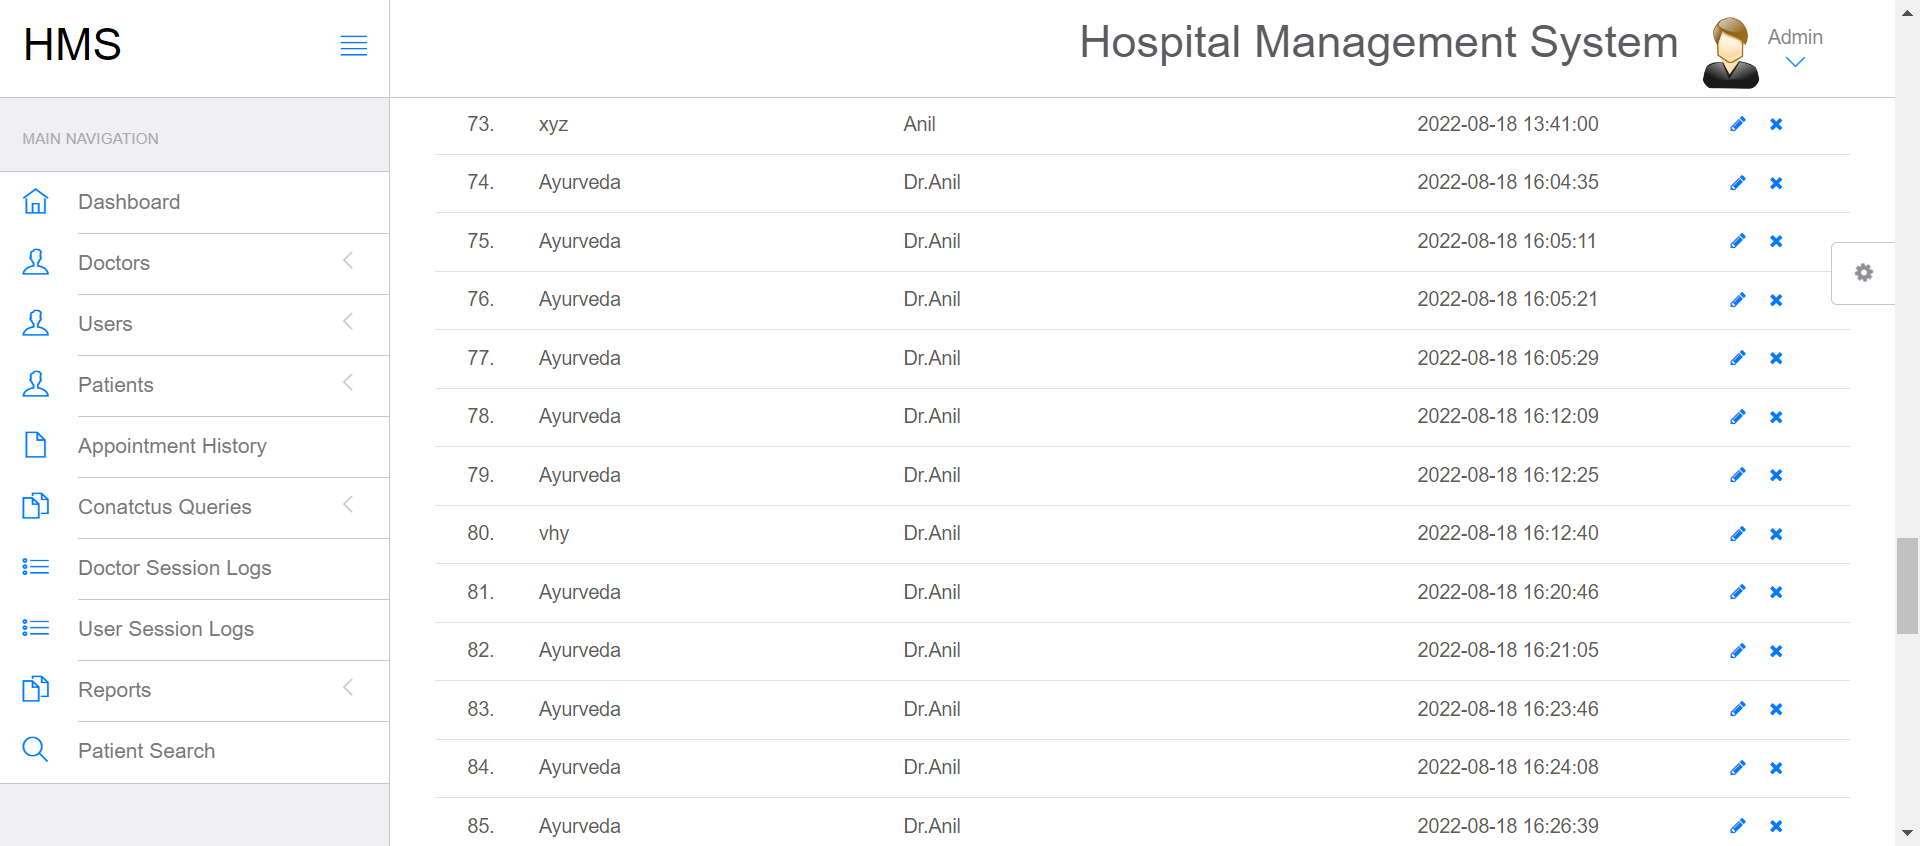 HMS
Hospital Management System
Admin
MAIN NAVIGATION
Dashboard
Doctors
Users
Patients
Appointment History
Conatctus Queries
Doctor Session Logs
User Session Logs
Reports
Patient Search
73. xyz Anil 2022-08-18 13:41:00
74. Ayurveda Dr.Anil 2022-08-18 16:04:35
75. Ayurveda Dr.Anil 2022-08-18 16:05:11
76. Ayurveda Dr.Anil 2022-08-18 16:05:21
77. Ayurveda Dr.Anil 2022-08-18 16:05:29
78. Ayurveda Dr.Anil 2022-08-18 16:12:09
79. Ayurveda Dr.Anil 2022-08-18 16:12:25
80. vhy Dr.Anil 2022-08-18 16:12:40
81. Ayurveda Dr.Anil 2022-08-18 16:20:46
82. Ayurveda Dr.Anil 2022-08-18 16:21:05
83. Ayurveda Dr.Anil 2022-08-18 16:23:46
84. Ayurveda Dr.Anil 2022-08-18 16:24:08
85. Ayurveda Dr.Anil 2022-08-18 16:26:39